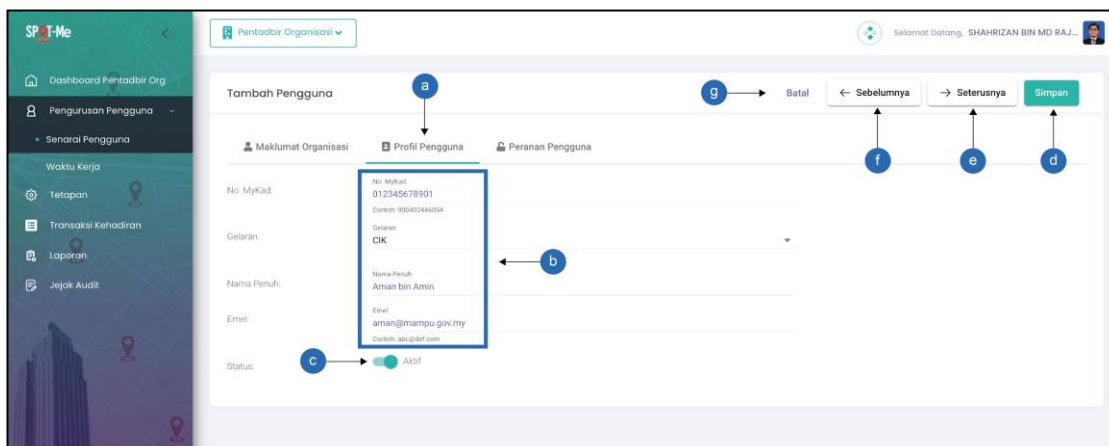 SPOT-Me
Pentadbir Organisasi
Selamat Datang, SHAHRIZAN BIN MD RAJ...
Dashboard Pentadbir Org
Pengurusan Pengguna
Senarai Pengguna
Waktu Kerja
Tetapan
Transaksi Kehadiran
Laporan
Jejak Audit
Tambah Pengguna
a
g
Batal
← Sebelumnya
→ Seterusnya
Simpan
f
e
d
Maklumat Organisasi
Profil Pengguna
Peranan Pengguna
No. MyKad:
No. MyKad
012345678901
Contoh: 900402446054
Gelaran:
Gelaran
CIK
b
Nama Penuh:
Nama Penuh
Aman bin Amin
Emel:
Emel
aman@mampu.gov.my
Contoh: abc@def.com
Status:
c
Aktif